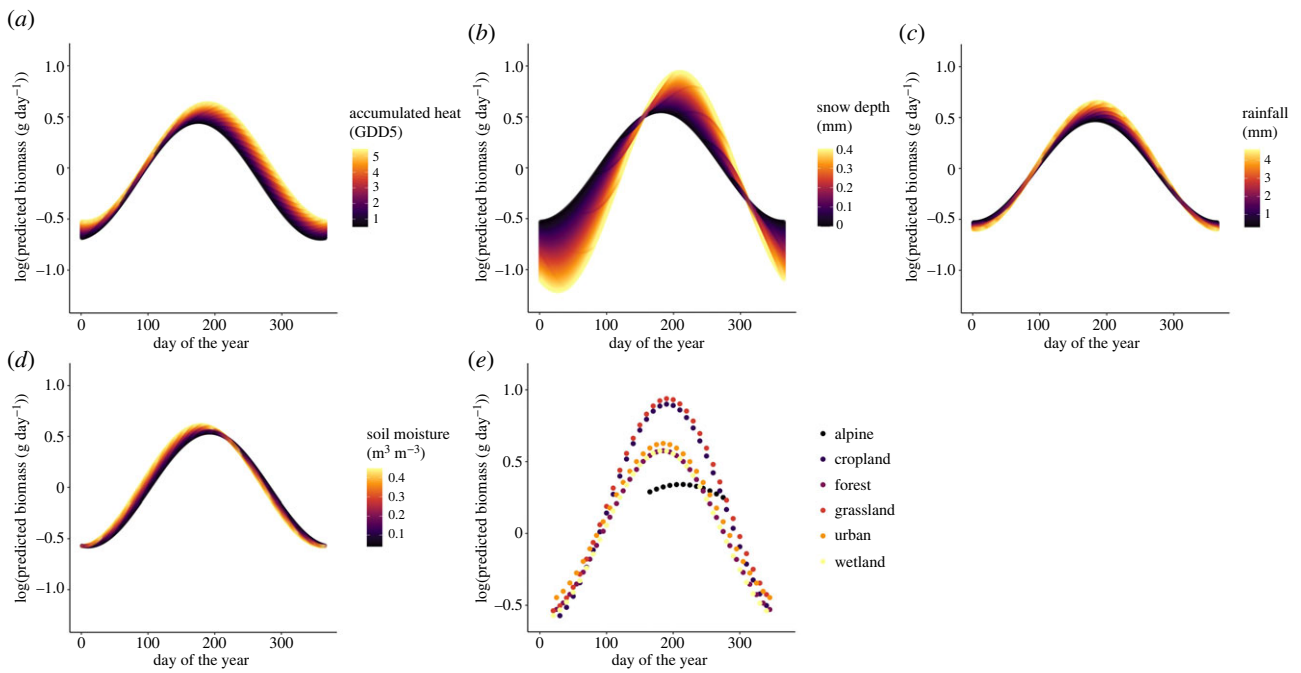 (a)
log(predicted biomass (g day−1))
1.0
0.5
0
−0.5
−1.0
0 100 200 300
day of the year
accumulated heat
(GDD5)
5
4
3
2
1
(b)
log(predicted biomass (g day−1))
1.0
0.5
0
−0.5
−1.0
0 100 200 300
day of the year
snow depth
(mm)
0.4
0.3
0.2
0.1
0
(c)
log(predicted biomass (g day−1))
1.0
0.5
0
−0.5
−1.0
0 100 200 300
day of the year
rainfall
(mm)
4
3
2
1
(d)
log(predicted biomass (g day−1))
1.0
0.5
0
−0.5
−1.0
0 100 200 300
day of the year
soil moisture
(m3 m−3)
0.4
0.3
0.2
0.1
(e)
log(predicted biomass (g day−1))
1.0
0.5
0
−0.5
0 100 200 300
day of the year
alpine
cropland
forest
grassland
urban
wetland